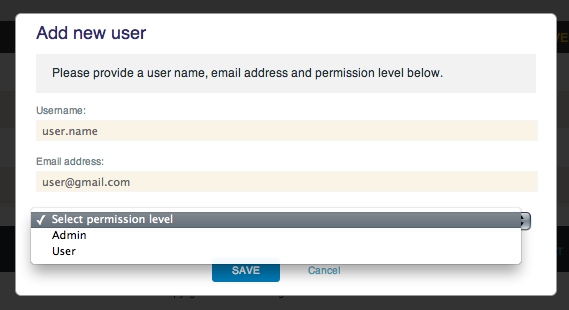 Add new user
Please provide a user name, email address and permission level below.
Username:
user.name
Email address:
user@gmail.com
✓ Select permission level
Admin
User
SAVE Cancel